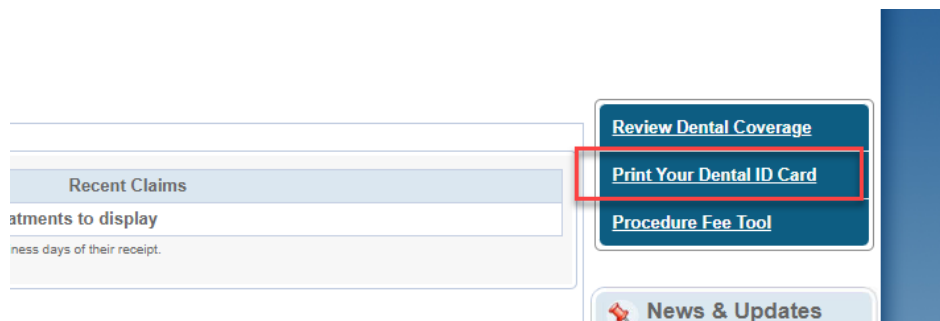 Review Dental Coverage
Print Your Dental ID Card
Procedure Fee Tool
Recent Claims
atments to display
ness days of their receipt.
News & Updates